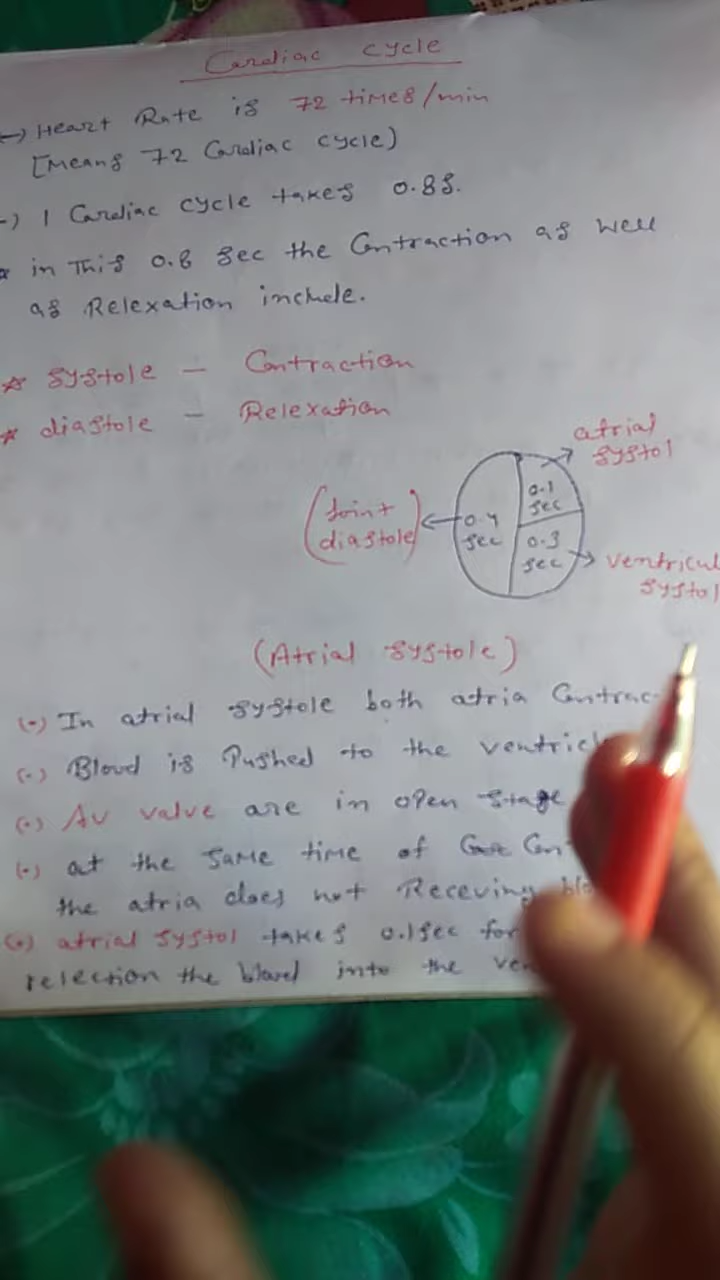 Cardiac cycle
-) Heart Rate is 72 times/min
[Means 72 Cardiac cycle)
-) 1 Cardiac cycle takes 0.8s.
* in This 0.8 sec the Contraction as well
as Relexation include.
* systole - Contraction
* diastole - Relexation
atrial
systol
0.1
sec
(Joint
diastole)
0.4
sec
0.3
sec
ventricul
systol
(Atrial systole)
(•) In atrial systole both atria Contrac
(•) Blood is Pushed to the ventric
(•) AV valve are in open stage
(•) at the same time of Con
the atria does not Receving blo
(•) atrial systol takes 0.1sec for
relection the blood into the ven